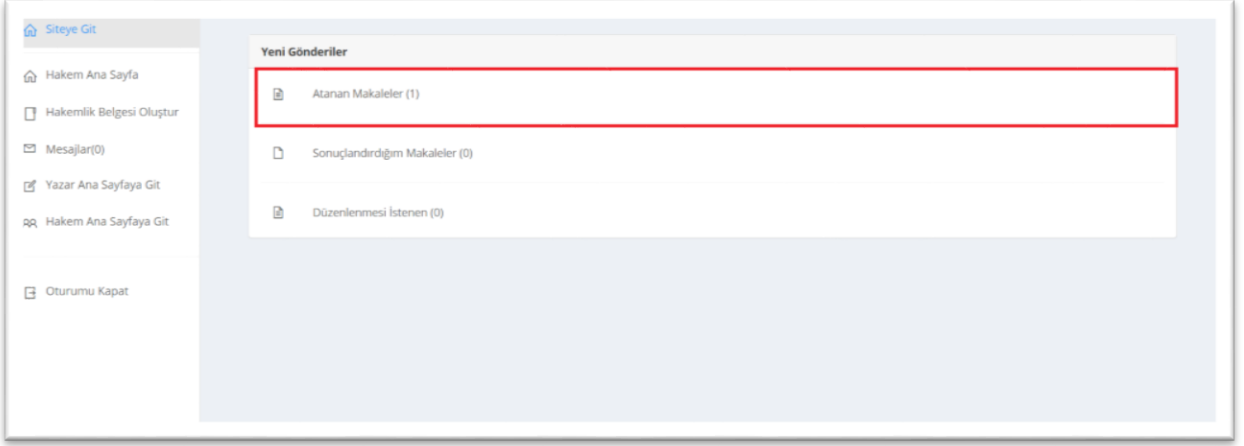 Siteye Git
Hakem Ana Sayfa
Hakemlik Belgesi Oluştur
Mesajlar(0)
Yazar Ana Sayfaya Git
Hakem Ana Sayfaya Git
Oturumu Kapat
Yeni Gönderiler
Atanan Makaleler (1)
Sonuçlandırdığım Makaleler (0)
Düzenlenmesi İstenen (0)